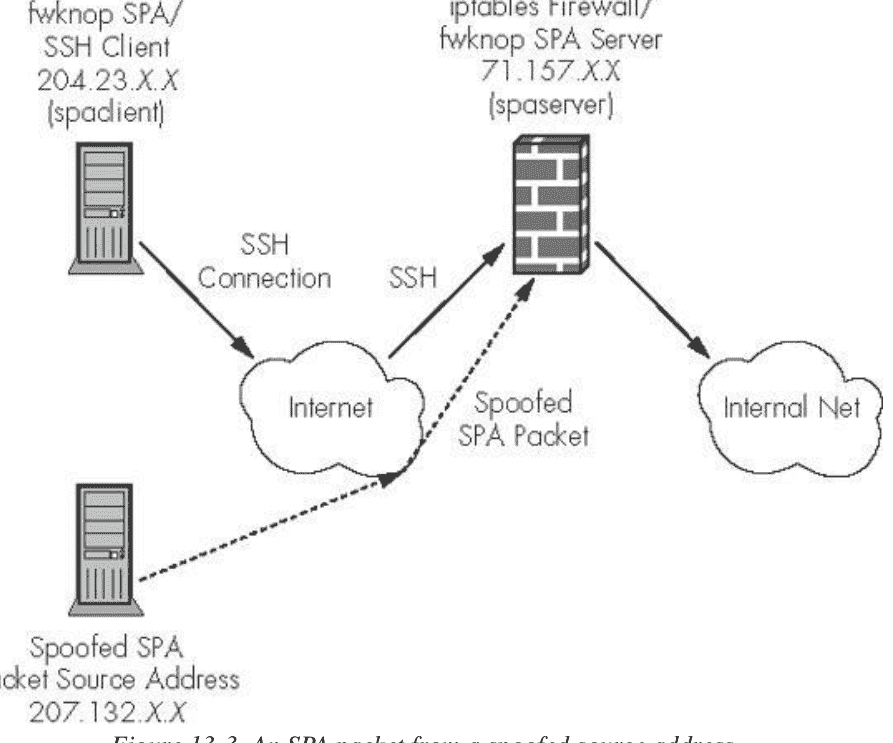 fwknop SPA/
SSH Client
204.23.X.X
(spaclient)
iptables Firewall/
fwknop SPA Server
71.157.X.X
(spaserver)
SSH
Connection
SSH
Internet
Spoofed
SPA Packet
Internal Net
Spoofed SPA
Source Address
207.132.X.X
Figure 13-3. An SPA packet from a spoofed source address